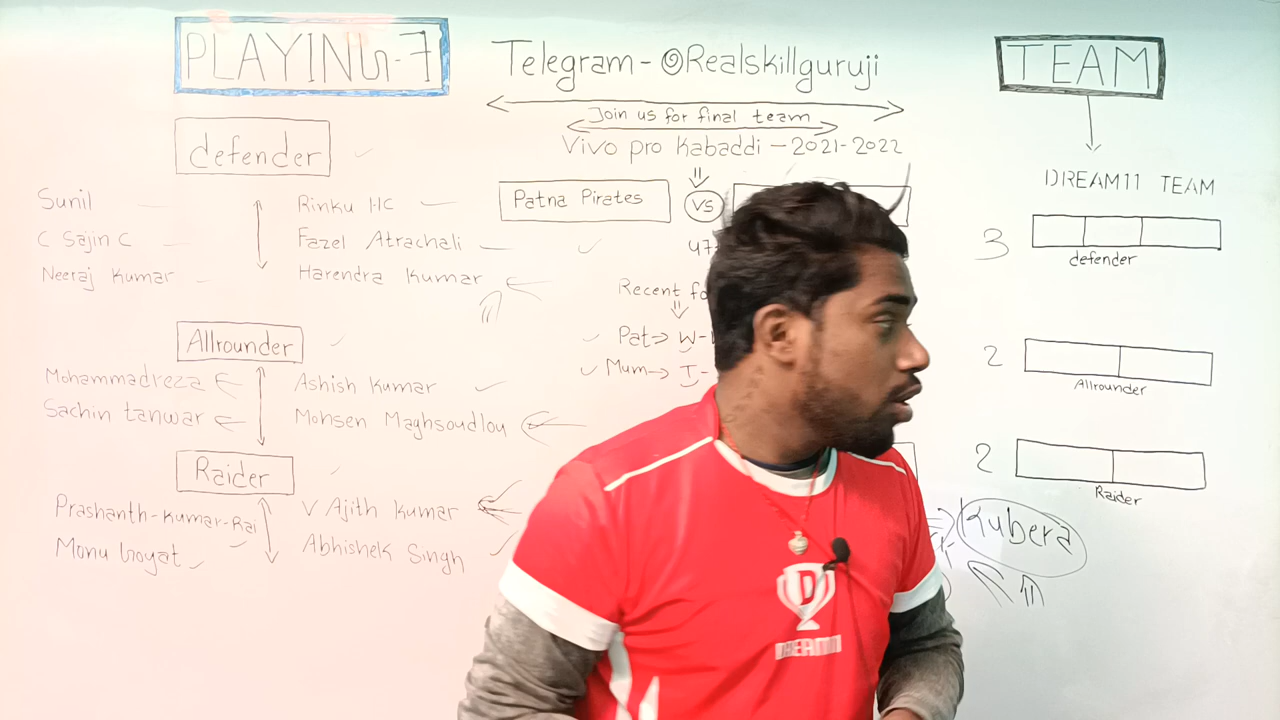 PLAYING-7
Telegram-@Realskillguruji
Join us for final team
Vivo pro Kabaddi - 2021-2022
Patna Pirates
VS
47
Recent
Pat→ W-
Mum→ I-
defender
Sunil
C Sajin C
Neeraj Kumar
Rinku HC
Fazel Atrachali
Harendra Kumar
Allrounder
Mohammadreza
Sachin tanwar
Ashish Kumar
Mohsen Maghsoudlou
Raider
Prashanth-Kumar-Rai
Monu Goyat
V Ajith Kumar
Abhishek Singh
TEAM
DREAM11 TEAM
3
defender
2
Allrounder
2
Raider
Kubera
D
DREAM11